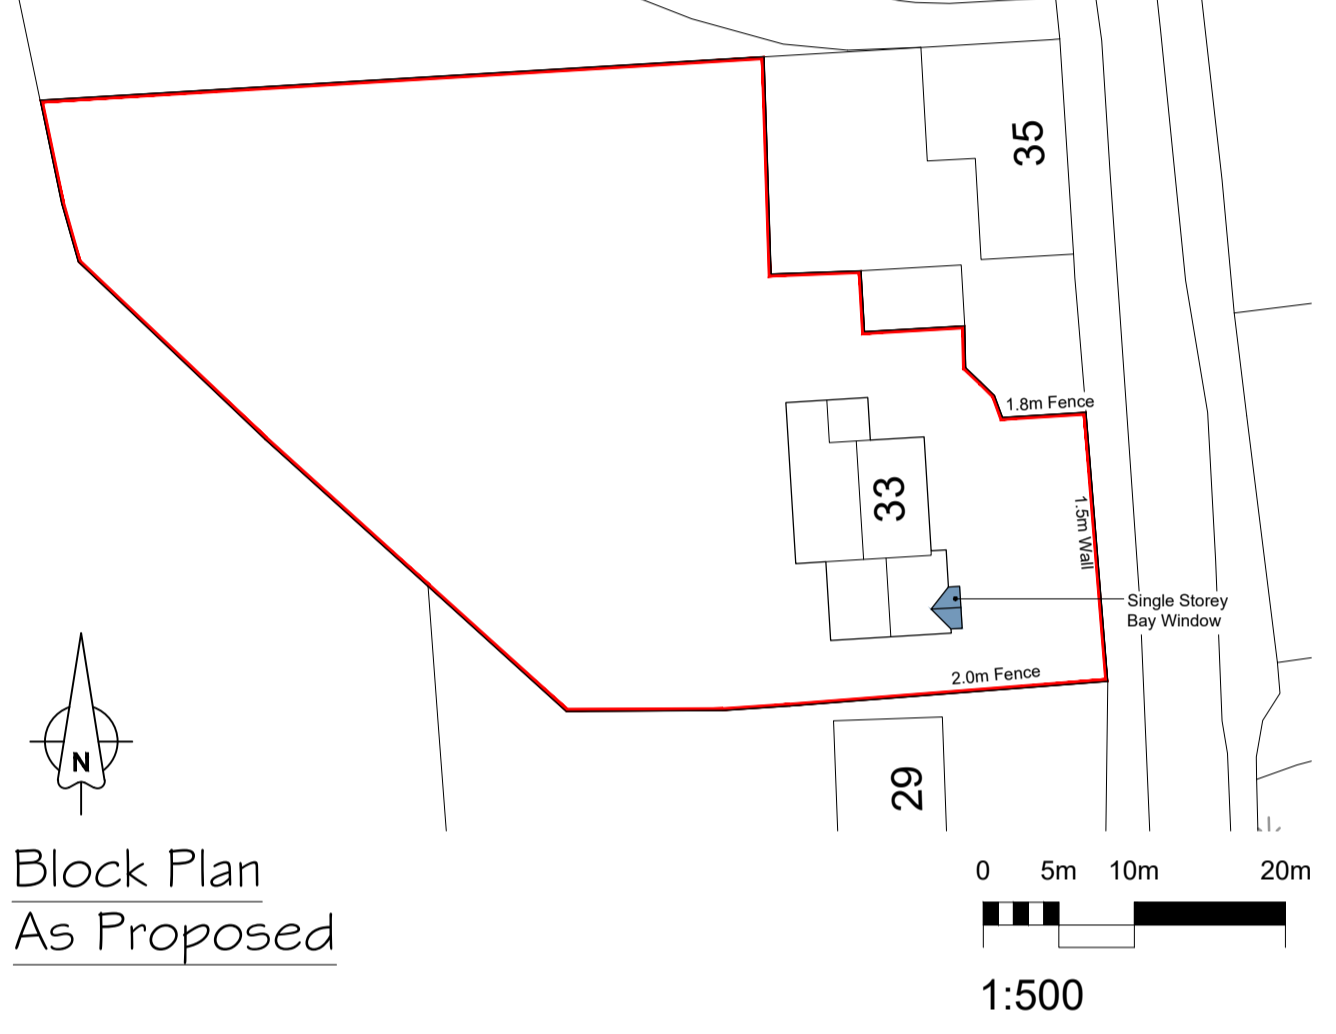 35
1.8m Fence
33
1.5m Wall
Single Storey
Bay Window
2.0m Fence
29
N
Block Plan
As Proposed
0 5m 10m 20m
1:500